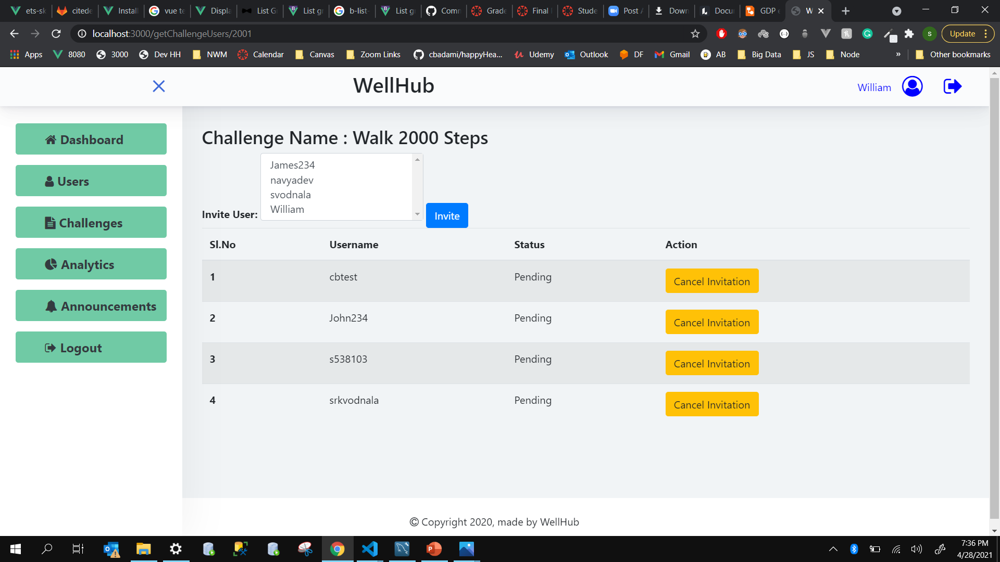 ets-sk citede Install vue te Displa List G List gr b-list- List gr Comm Grade Final Stude Post A Down Docu GDP e W
localhost:3000/getChallengeUsers/2001 S Update
Apps 8080 3000 Dev HH NWM Calendar Canvas Zoom Links cbadami/happyHea... Udemy Outlook DF Gmail AB Big Data JS Node » Other bookmarks
WellHub
William
Dashboard
Users
Challenges
Analytics
Announcements
Logout
Challenge Name : Walk 2000 Steps
James234
navyadev
svodnala
William
Invite User: Invite
Sl.No Username Status Action
1 cbtest Pending Cancel Invitation
2 John234 Pending Cancel Invitation
3 s538103 Pending Cancel Invitation
4 srkvodnala Pending Cancel Invitation
© Copyright 2020, made by WellHub
7:36 PM
4/28/2021